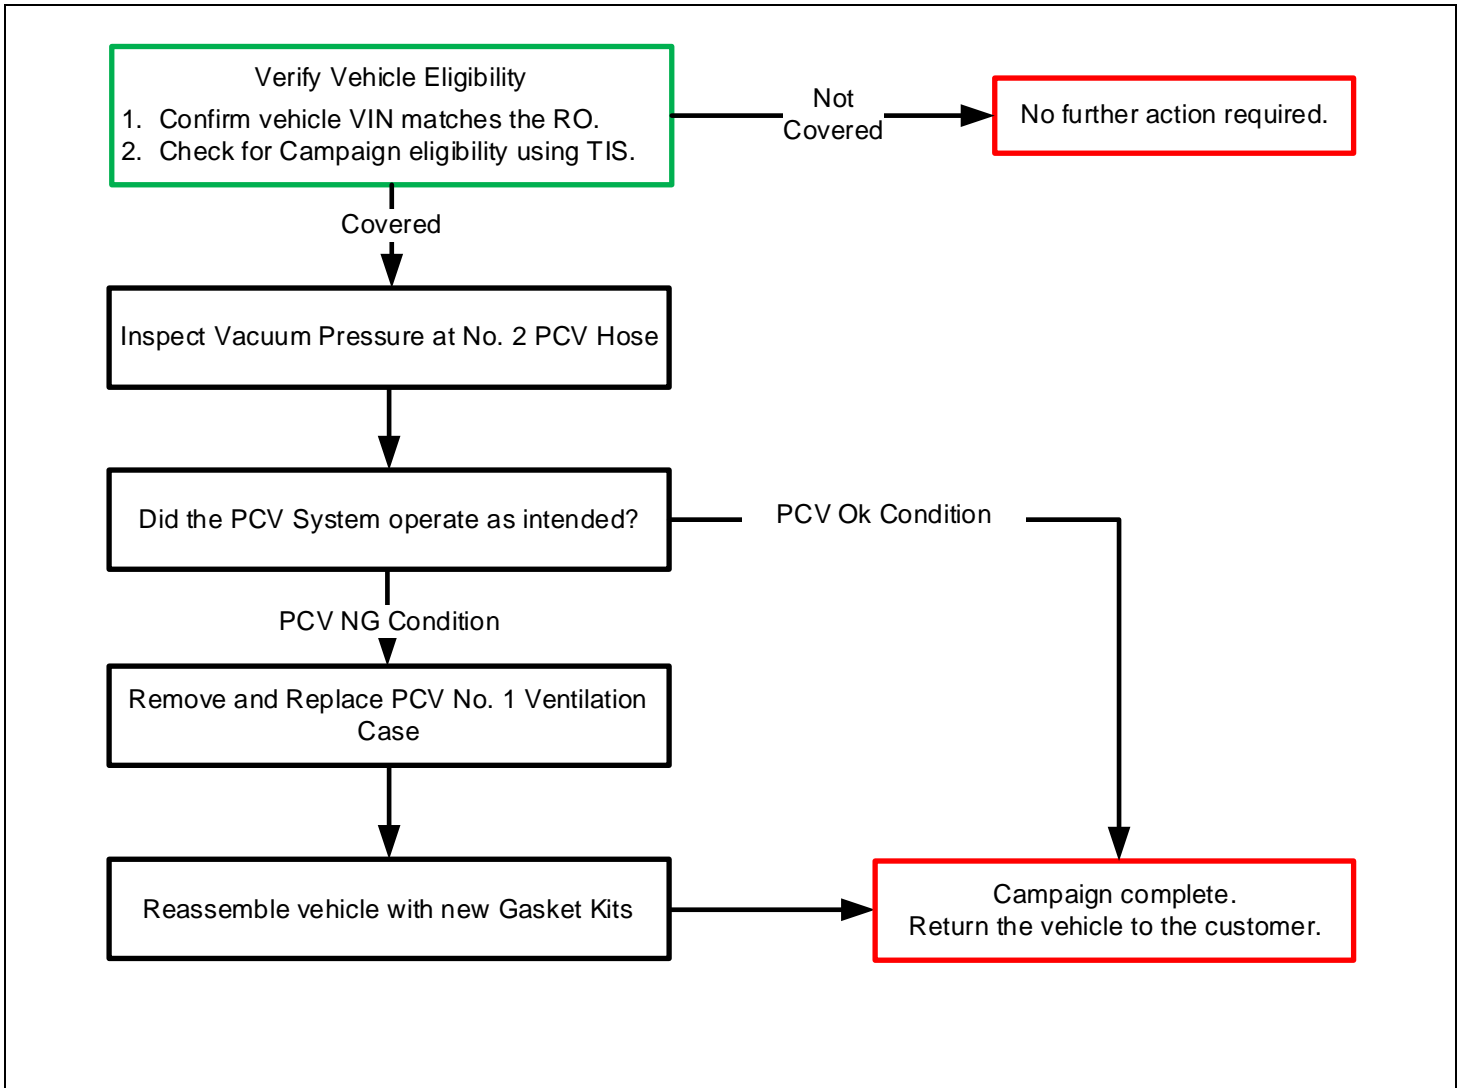 Verify Vehicle Eligibility
1. Confirm vehicle VIN matches the RO.
2. Check for Campaign eligibility using TIS.
Not
Covered
No further action required.
Covered
Inspect Vacuum Pressure at No. 2 PCV Hose
Did the PCV System operate as intended?
PCV Ok Condition
PCV NG Condition
Remove and Replace PCV No. 1 Ventilation
Case
Reassemble vehicle with new Gasket Kits
Campaign complete.
Return the vehicle to the customer.